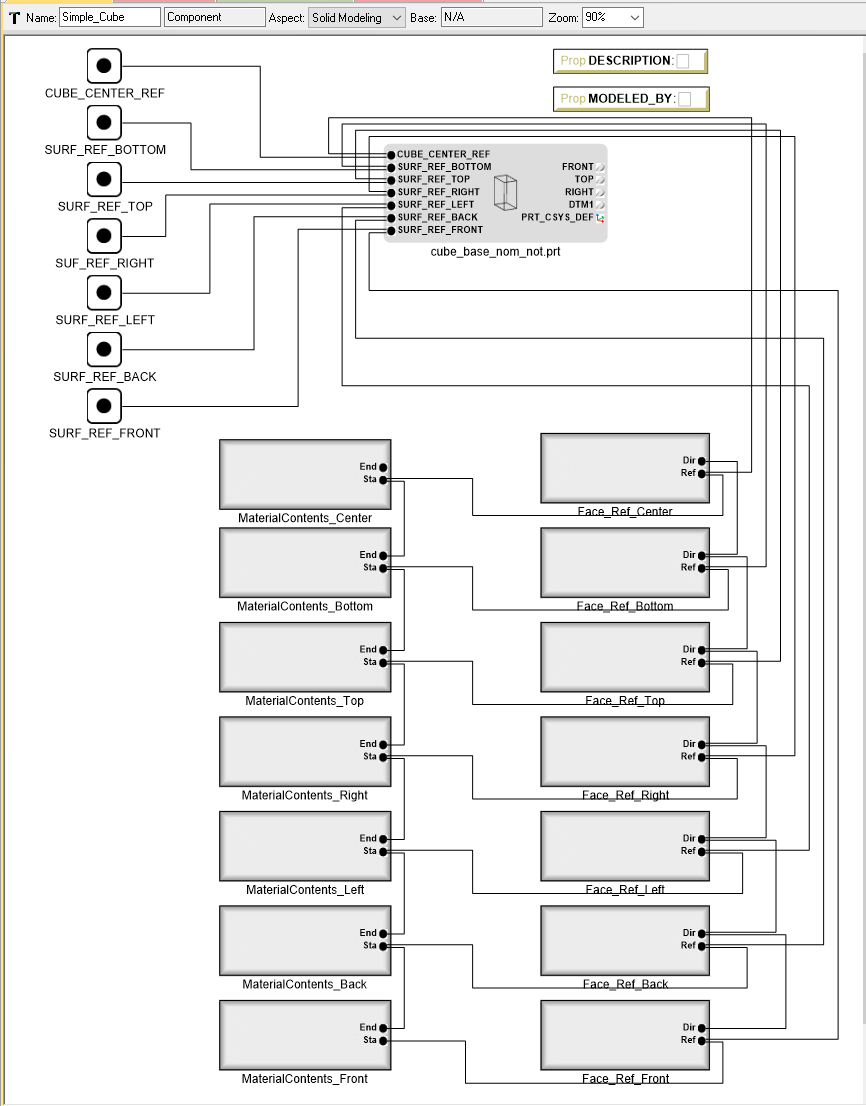 Name: Simple_Cube Component Aspect: Solid Modeling Base: N/A Zoom: 90%
Prop DESCRIPTION:
Prop MODELED_BY:
CUBE_CENTER_REF
SURF_REF_BOTTOM
SURF_REF_TOP
SUF_REF_RIGHT
SURF_REF_LEFT
SURF_REF_BACK
SURF_REF_FRONT
CUBE_CENTER_REF
SURF_REF_BOTTOM FRONT
SURF_REF_TOP TOP
SURF_REF_RIGHT RIGHT
SURF_REF_LEFT DTM1
SURF_REF_BACK PRT_CSYS_DEF
SURF_REF_FRONT
cube_base_nom_not.prt
End
Sta
MaterialContents_Center
Dir
Ref
Face_Ref_Center
End
Sta
MaterialContents_Bottom
Dir
Ref
Face_Ref_Bottom
End
Sta
MaterialContents_Top
Dir
Ref
Face_Ref_Top
End
Sta
MaterialContents_Right
Dir
Ref
Face_Ref_Right
End
Sta
MaterialContents_Left
Dir
Ref
Face_Ref_Left
End
Sta
MaterialContents_Back
Dir
Ref
Face_Ref_Back
End
Sta
MaterialContents_Front
Dir
Ref
Face_Ref_Front